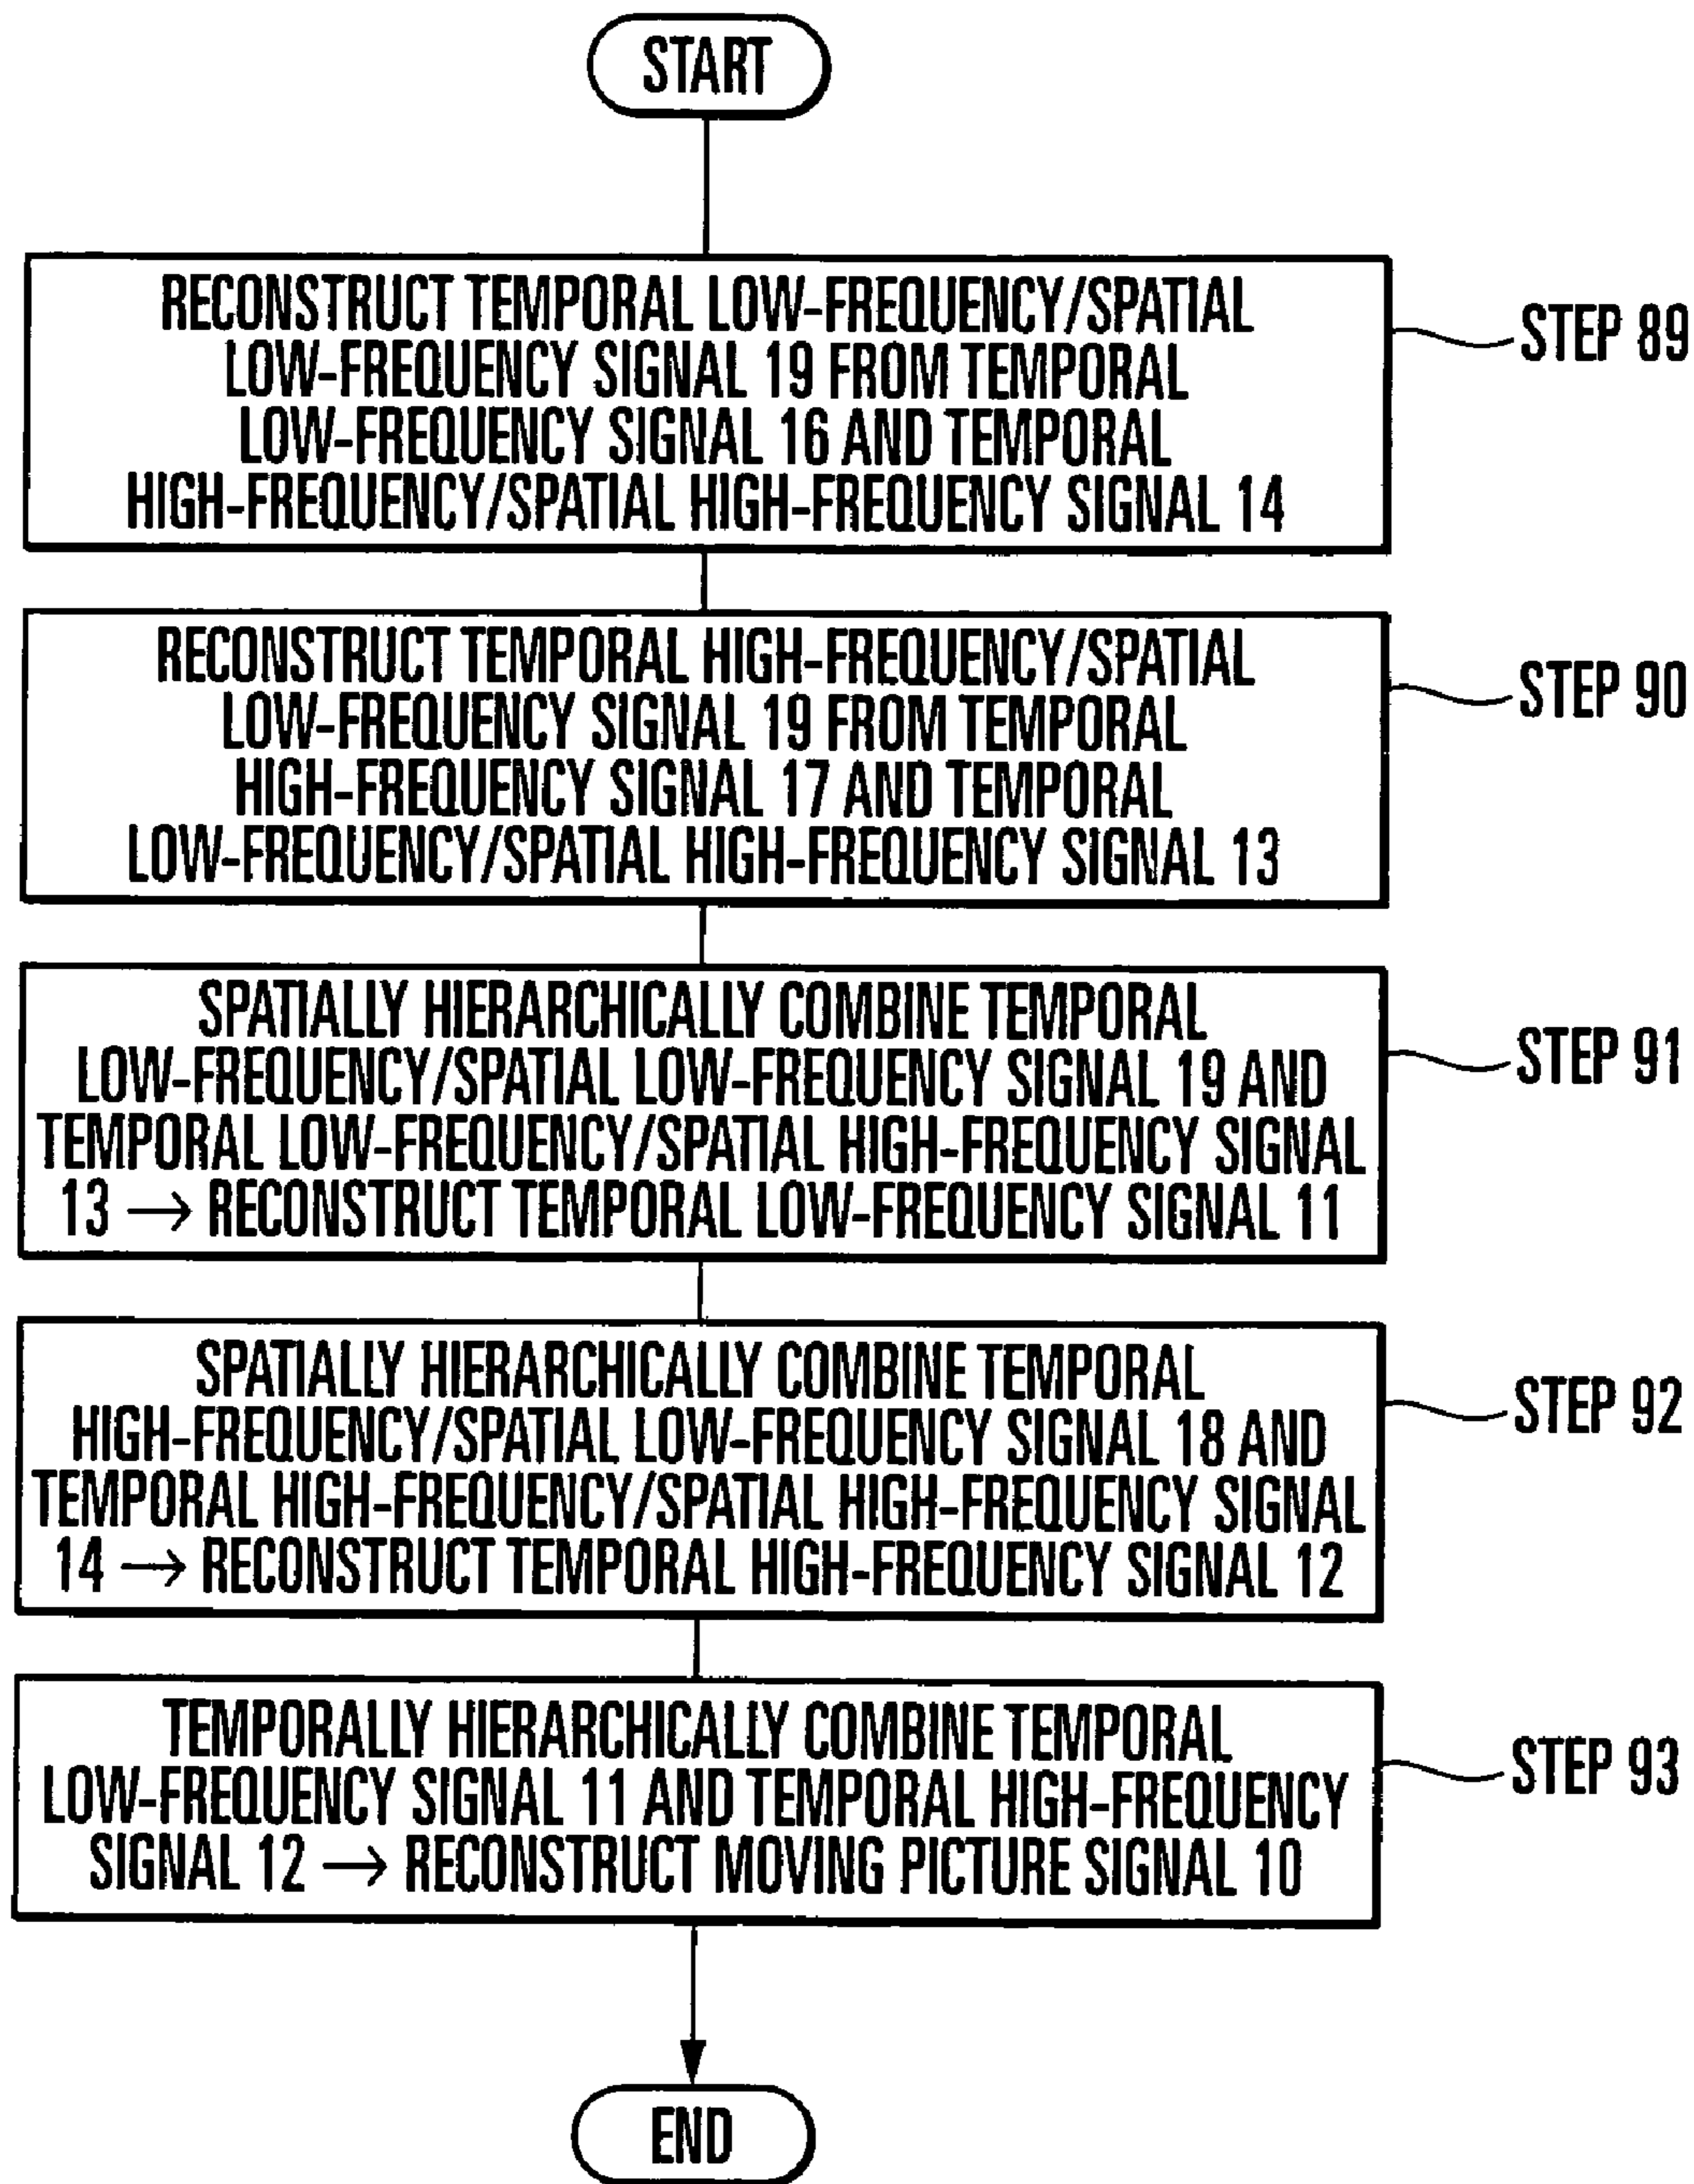 START
RECONSTRUCT TEMPORAL LOW-FREQUENCY/SPATIAL
LOW-FREQUENCY SIGNAL 19 FROM TEMPORAL
LOW-FREQUENCY SIGNAL 16 AND TEMPORAL
HIGH-FREQUENCY/SPATIAL HIGH-FREQUENCY SIGNAL 14
STEP 89
RECONSTRUCT TEMPORAL HIGH-FREQUENCY/SPATIAL
LOW-FREQUENCY SIGNAL 19 FROM TEMPORAL
HIGH-FREQUENCY SIGNAL 17 AND TEMPORAL
LOW-FREQUENCY/SPATIAL HIGH-FREQUENCY SIGNAL 13
STEP 90
SPATIALLY HIERARCHICALLY COMBINE TEMPORAL
LOW-FREQUENCY/SPATIAL LOW-FREQUENCY SIGNAL 19 AND
TEMPORAL LOW-FREQUENCY/SPATIAL HIGH-FREQUENCY SIGNAL
13 → RECONSTRUCT TEMPORAL LOW-FREQUENCY SIGNAL 11
STEP 91
SPATIALLY HIERARCHICALLY COMBINE TEMPORAL
HIGH-FREQUENCY/SPATIAL LOW-FREQUENCY SIGNAL 18 AND
TEMPORAL HIGH-FREQUENCY/SPATIAL HIGH-FREQUENCY SIGNAL
14 → RECONSTRUCT TEMPORAL HIGH-FREQUENCY SIGNAL 12
STEP 92
TEMPORALLY HIERARCHICALLY COMBINE TEMPORAL
LOW-FREQUENCY SIGNAL 11 AND TEMPORAL HIGH-FREQUENCY
SIGNAL 12 → RECONSTRUCT MOVING PICTURE SIGNAL 10
STEP 93
END